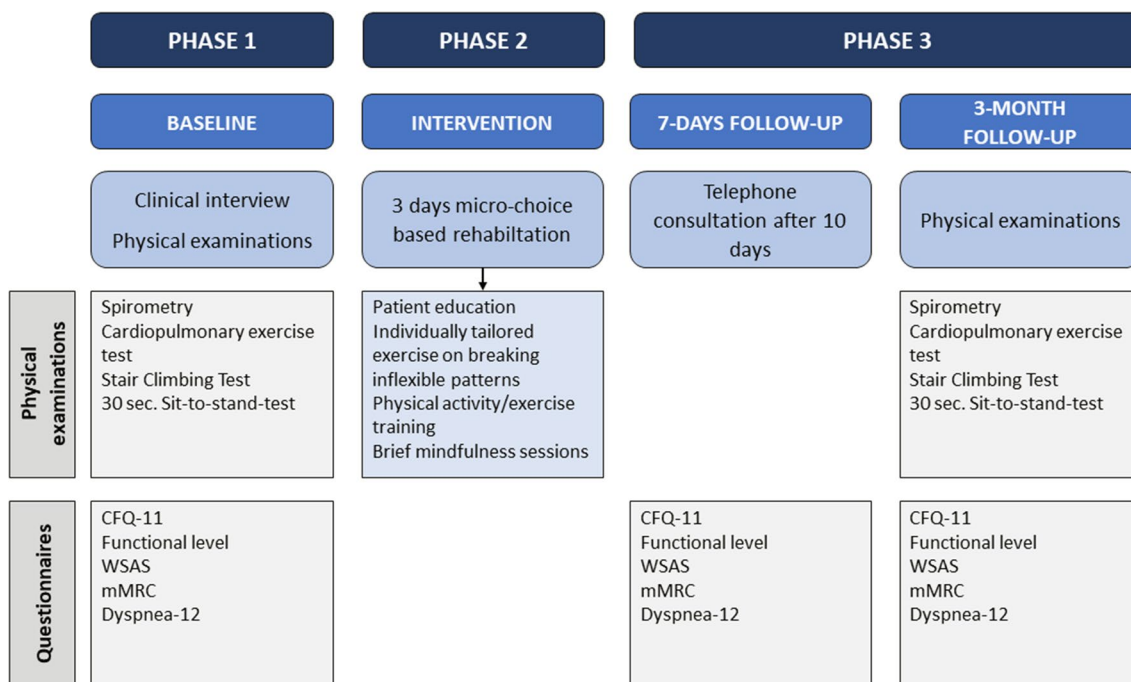 PHASE 1
PHASE 2
PHASE 3
BASELINE
INTERVENTION
7-DAYS FOLLOW-UP
3-MONTH
FOLLOW-UP
Clinical interview
Physical examinations
3 days micro-choice
based rehabiltation
Telephone
consultation after 10
days
Physical examinations
Physical
examinations
Spirometry
Cardiopulmonary exercise
test
Stair Climbing Test
30 sec. Sit-to-stand-test
Patient education
Individually tailored
exercise on breaking
inflexible patterns
Physical activity/exercise
training
Brief mindfulness sessions
Spirometry
Cardiopulmonary exercise
test
Stair Climbing Test
30 sec. Sit-to-stand-test
Questionnaires
CFQ-11
Functional level
WSAS
mMRC
Dyspnea-12
CFQ-11
Functional level
WSAS
mMRC
Dyspnea-12
CFQ-11
Functional level
WSAS
mMRC
Dyspnea-12